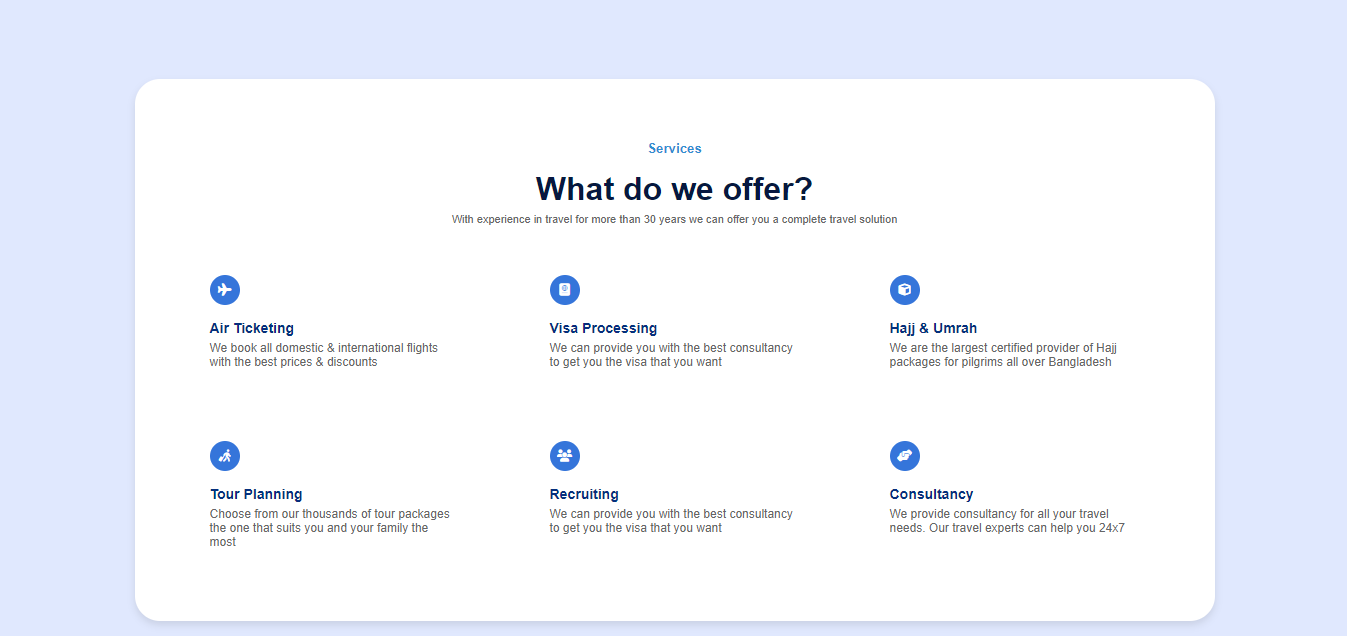 Services
What do we offer?
With experience in travel for more than 30 years we can offer you a complete travel solution
Air Ticketing
We book all domestic & international flights
with the best prices & discounts
Visa Processing
We can provide you with the best consultancy
to get you the visa that you want
Hajj & Umrah
We are the largest certified provider of Hajj
packages for pilgrims all over Bangladesh
Tour Planning
Choose from our thousands of tour packages
the one that suits you and your family the
most
Recruiting
We can provide you with the best consultancy
to get you the visa that you want
Consultancy
We provide consultancy for all your travel
needs. Our travel experts can help you 24x7